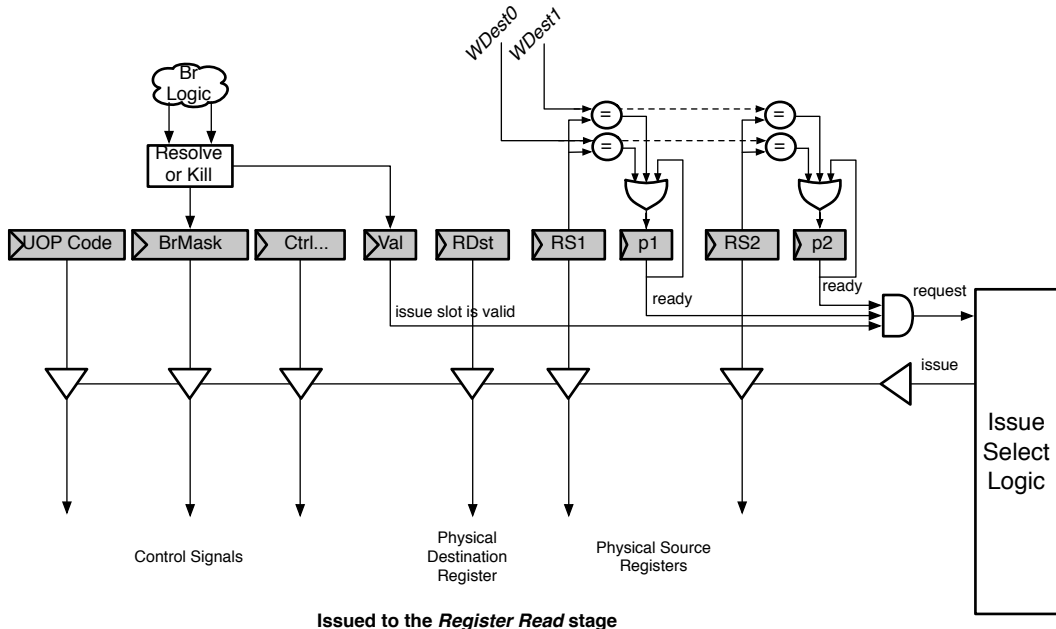 WDest0
WDest1
Br
Logic
=
=
=
=
Resolve
or Kill
UOP Code
BrMask
Ctrl...
Val
RDst
RS1
p1
RS2
p2
ready
ready
request
issue slot is valid
issue
Issue
Select
Logic
Control Signals
Physical
Destination
Register
Physical Source
Registers
Issued to the Register Read stage